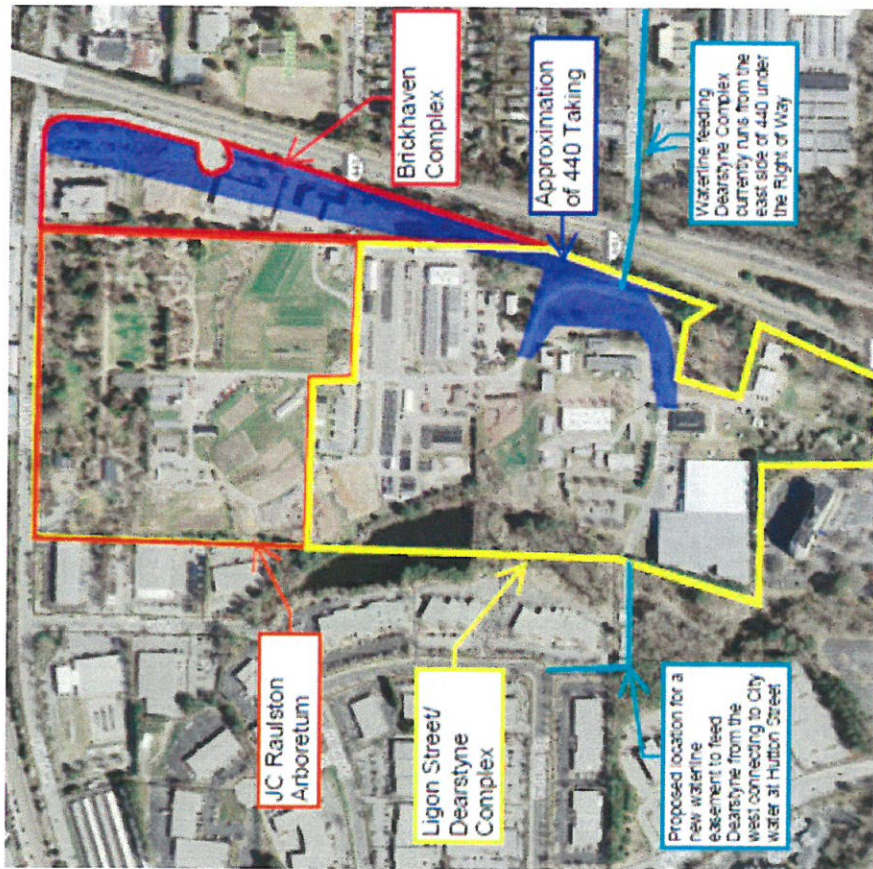 JC Raulston
Arboretum
Brickhaven
Complex
Ligon Street/
Dearstyne
Complex
Approximation
of 440 Taking
Proposed location for a
new waterline
easement to feed
Dearstyne from the
west connecting to City
water at Hutton Street
Waterline feeding
Dearstyne Complex
currently runs from the
east side of 440 under
the Right of Way